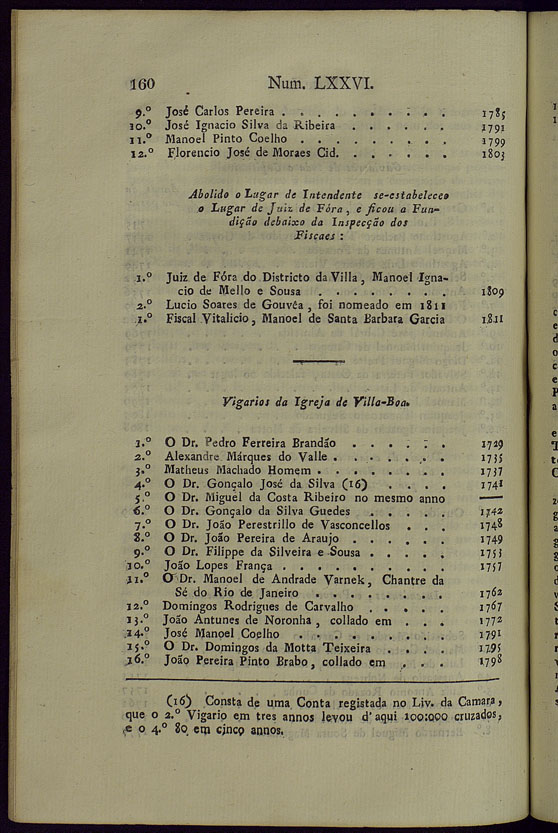 160 Num. LXXVI.
9.º José Carlos Pereira . . . . . . . . . 1785
10.º José Ignacio Silva da Ribeira . . . . . . 1791
11.º Manoel Pinto Coelho . . . . . . . . . 1799
12.º Florencio José de Moraes Cid. . . . . . . 1803
Abolido o Lugar de Intendente se-estabeleceo
o Lugar de Juiz de Fóra, e ficou a Fun-
dição debaixo da Inspecção dos
Fiscaes :
1.º Juiz de Fóra do Districto da Villa, Manoel Igna-
cio de Mello e Sousa . . . . . . . . 1809
2.º Lucio Soares de Gouvêa, foi nomeado em 1811
1.º Fiscal Vitalicio, Manoel de Santa Barbara Garcia 1811
Vigarios da Igreja de Villa-Boa.
1.º O Dr. Pedro Ferreira Brandão . . . . . . 1729
2.º Alexandre Márques do Valle . . . . . . . 1735
3.º Matheus Machado Homem . . . . . . . . 1737
4.º O Dr. Gonçalo José da Silva (16) . . . . 1741
5.º O Dr. Miguel da Costa Ribeiro no mesmo anno —
6.º O Dr. Gonçalo da Silva Guedes . . . . . 1742
7.º O Dr. João Perestrillo de Vasconcellos . . . 1748
8.º O Dr. João Pereira de Araujo . . . . . . 1749
9.º O Dr. Filippe da Silveira e Sousa . . . . . 1753
10.º João Lopes França . . . . . . . . . . 1757
11.º O Dr. Manoel de Andrade Varnek, Chantre da
Sé do Rio de Janeiro . . . . . . . . 1762
12.º Domingos Rodrigues de Carvalho . . . . . 1767
13.º João Antunes de Noronha, collado em . . . 1772
14.º José Manoel Coelho . . . . . . . . . 1791
15.º O Dr. Domingos da Motta Teixeira . . . . 1795
16.º João Pereira Pinto Brabo, collado em . . . 1798
(16) Consta de uma Conta registada no Liv. da Camara,
que o 2.º Vigario em tres annos levou d'aqui 100:000 cruzados,
e o 4.º 80 em cinco annos.